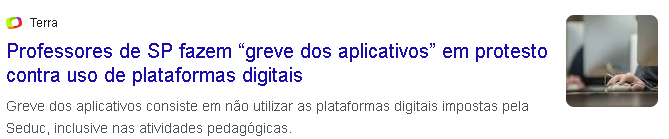 Terra
Professores de SP fazem “greve dos aplicativos” em protesto
contra uso de plataformas digitais
Greve dos aplicativos consiste em não utilizar as plataformas digitais impostas pela
Seduc, inclusive nas atividades pedagógicas.